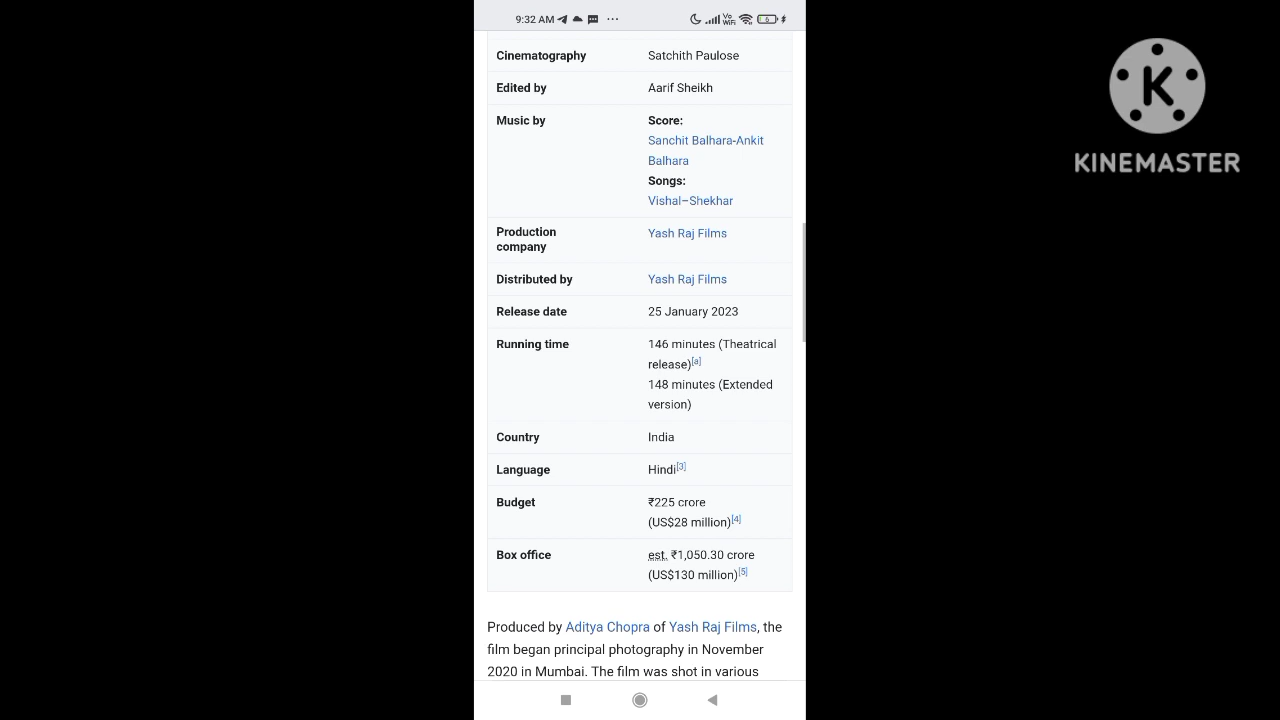 9:32 AM
Vo
WiFi
6
Cinematography Satchith Paulose
Edited by Aarif Sheikh
Music by Score:
Sanchit Balhara-Ankit
Balhara
Songs:
Vishal–Shekhar
Production
company Yash Raj Films
Distributed by Yash Raj Films
Release date 25 January 2023
Running time 146 minutes (Theatrical
release)[a]
148 minutes (Extended
version)
Country India
Language Hindi[3]
Budget ₹225 crore
(US$28 million)[4]
Box office est. ₹1,050.30 crore
(US$130 million)[5]
Produced by Aditya Chopra of Yash Raj Films, the
film began principal photography in November
2020 in Mumbai. The film was shot in various
K
KINEMASTER